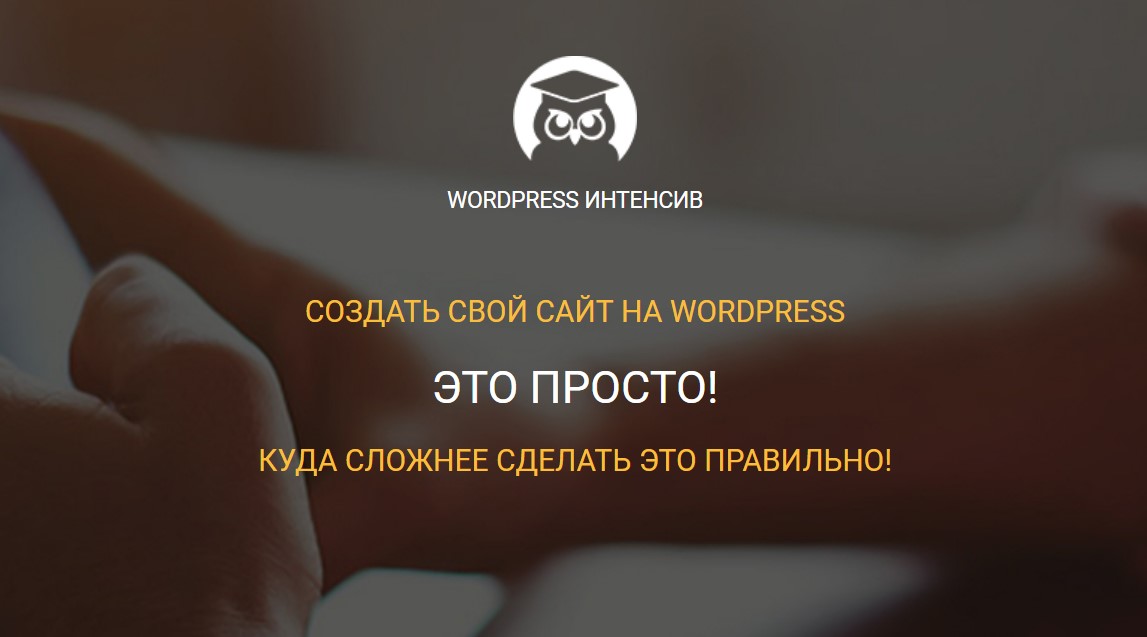 WORDPRESS ИНТЕНСИВ
СОЗДАТЬ СВОЙ САЙТ НА WORDPRESS
ЭТО ПРОСТО!
КУДА СЛОЖНЕЕ СДЕЛАТЬ ЭТО ПРАВИЛЬНО!